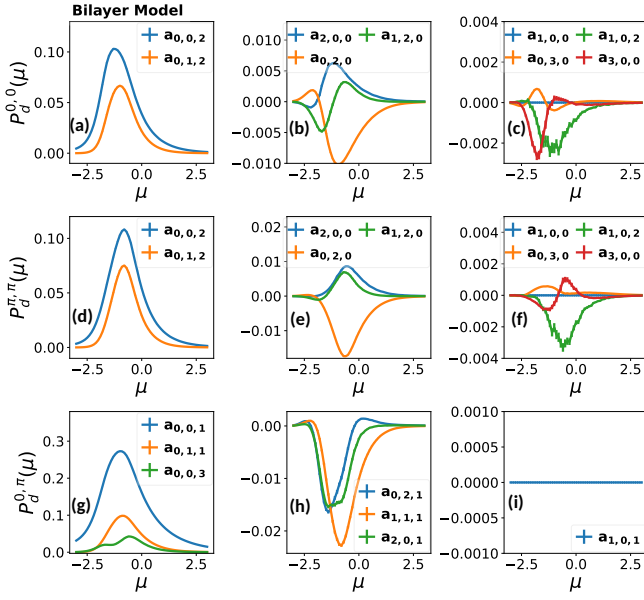 Bilayer Model
P_d^{0,0}(μ)
0.10
0.05
0.00
a_{0,0,2}
a_{0,1,2}
(a)
−2.5
0.0
2.5
μ
0.010
0.005
0.000
−0.005
−0.010
a_{2,0,0}
a_{1,2,0}
a_{0,2,0}
(b)
−2.5
0.0
2.5
μ
0.004
0.002
0.000
−0.002
a_{1,0,0}
a_{1,0,2}
a_{0,3,0}
a_{3,0,0}
(c)
−2.5
0.0
2.5
μ
P_d^{π,π}(μ)
0.10
0.05
0.00
a_{0,0,2}
a_{0,1,2}
(d)
−2.5
0.0
2.5
μ
0.02
0.01
0.00
−0.01
a_{2,0,0}
a_{1,2,0}
a_{0,2,0}
(e)
−2.5
0.0
2.5
μ
0.004
0.002
0.000
−0.002
−0.004
a_{1,0,0}
a_{1,0,2}
a_{0,3,0}
a_{3,0,0}
(f)
−2.5
0.0
2.5
μ
P_d^{0,π}(μ)
0.3
0.2
0.1
0.0
a_{0,0,1}
a_{0,1,1}
a_{0,0,3}
(g)
−2.5
0.0
2.5
μ
0.00
−0.01
−0.02
(h)
a_{0,2,1}
a_{1,1,1}
a_{2,0,1}
−2.5
0.0
2.5
μ
0.0010
0.0005
0.0000
−0.0005
−0.0010
(i)
a_{1,0,1}
−2.5
0.0
2.5
μ